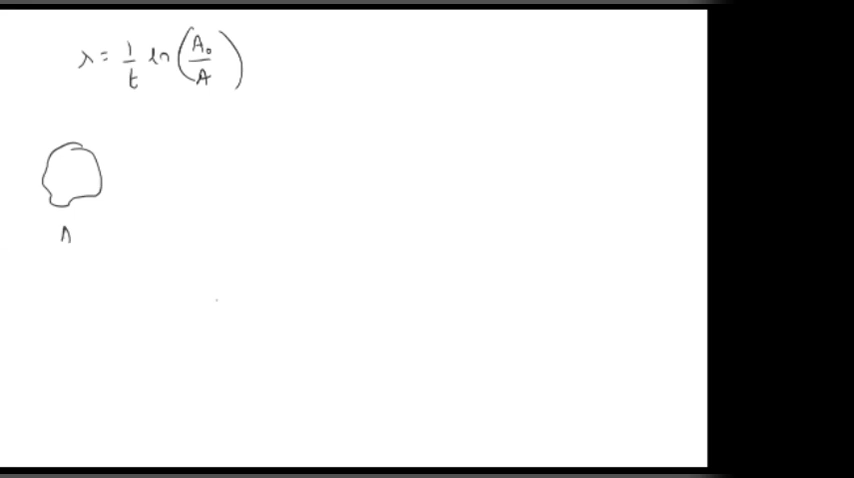 λ = 1/t ln(A₀/A)